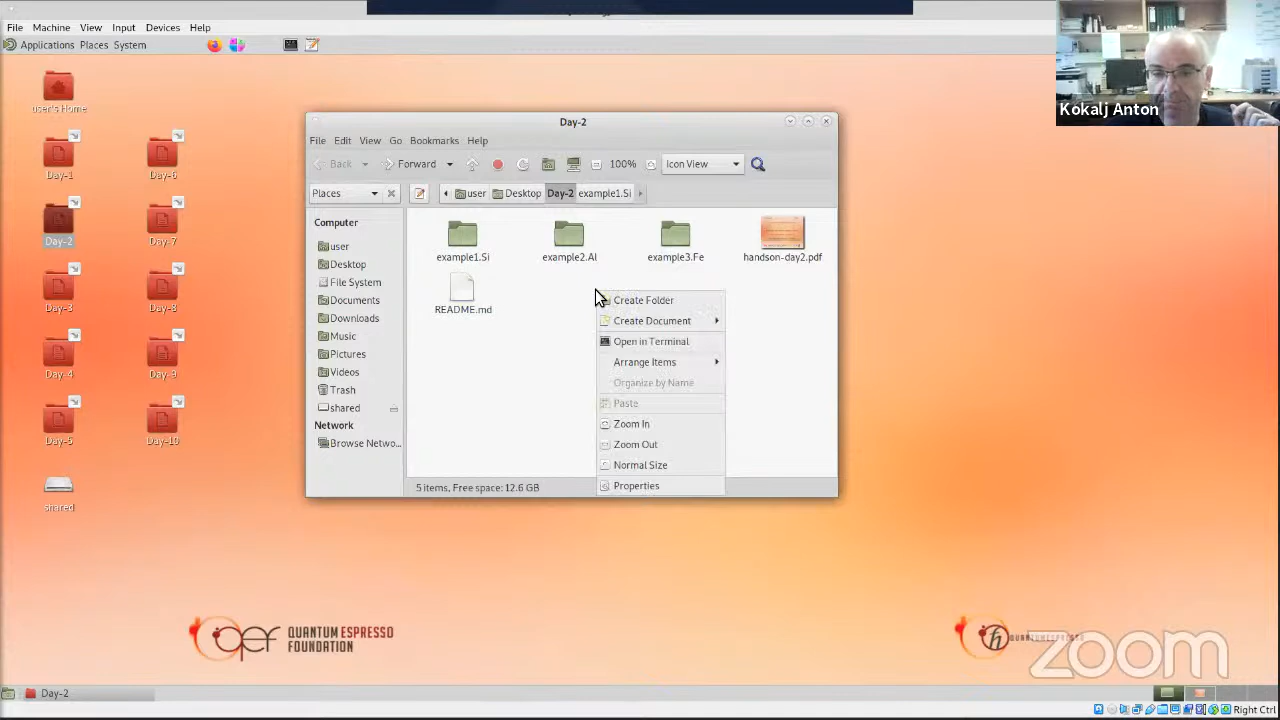 File Machine View Input Devices Help
Applications Places System
Kokalj Anton
user's Home
Day-1
Day-6
Day-2
Day-7
Day-3
Day-8
Day-4
Day-9
Day-5
Day-10
shared
Day-2
File Edit View Go Bookmarks Help
Back Forward 100% Icon View
Places user Desktop Day-2 example1.Si
Computer
user
Desktop
File System
Documents
Downloads
Music
Pictures
Videos
Trash
shared
Network
Browse Netwo...
example1.Si example2.Al example3.Fe handson-day2.pdf
README.md
Create Folder
Create Document
Open in Terminal
Arrange Items
Organize by Name
Paste
Zoom In
Zoom Out
Normal Size
Properties
5 items, Free space: 12.6 GB
QUANTUM ESPRESSO
FOUNDATION
zoom
Day-2
Right Ctrl